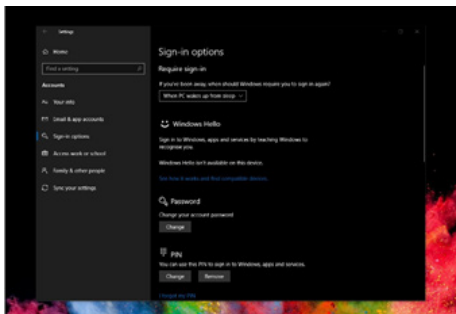 Settings
Home
Find a setting
Accounts
Your info
Email & app accounts
Sign-in options
Access work or school
Family & other people
Sync your settings
Sign-in options
Require sign-in
If you've been away, when should Windows require you to sign in again?
When PC wakes up from sleep
Windows Hello
Sign in to Windows, apps and services by teaching Windows to
recognise you.
Windows Hello isn't available on this device.
See how it works and find compatible devices.
Password
Change your account password
Change
PIN
You can use this PIN to sign in to Windows, apps and services.
Change Remove
I forgot my PIN